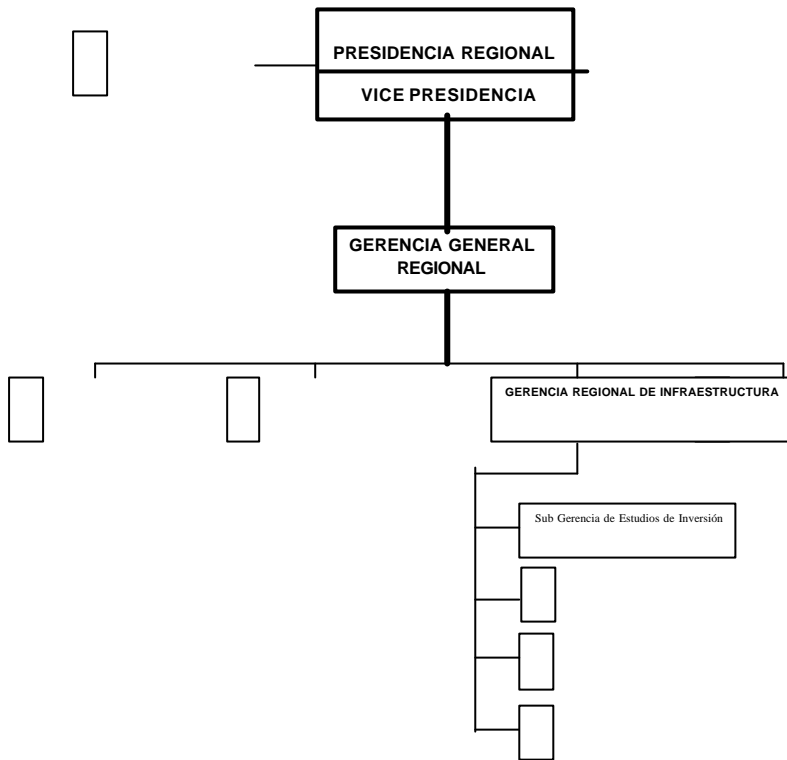 PRESIDENCIA REGIONAL
VICE PRESIDENCIA
GERENCIA GENERAL
REGIONAL
GERENCIA REGIONAL DE INFRAESTRUCTURA
Sub Gerencia de Estudios de Inversión